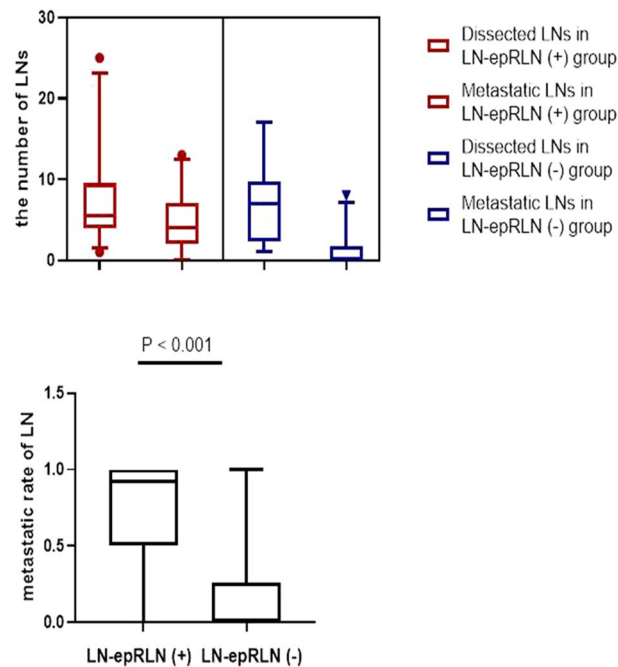 30
20
10
0
the number of LNs
Dissected LNs in
LN-epRLN (+) group
Metastatic LNs in
LN-epRLN (+) group
Dissected LNs in
LN-epRLN (-) group
Metastatic LNs in
LN-epRLN (-) group
P < 0.001
1.5
1.0
0.5
0.0
metastatic rate of LN
LN-epRLN (+) LN-epRLN (-)